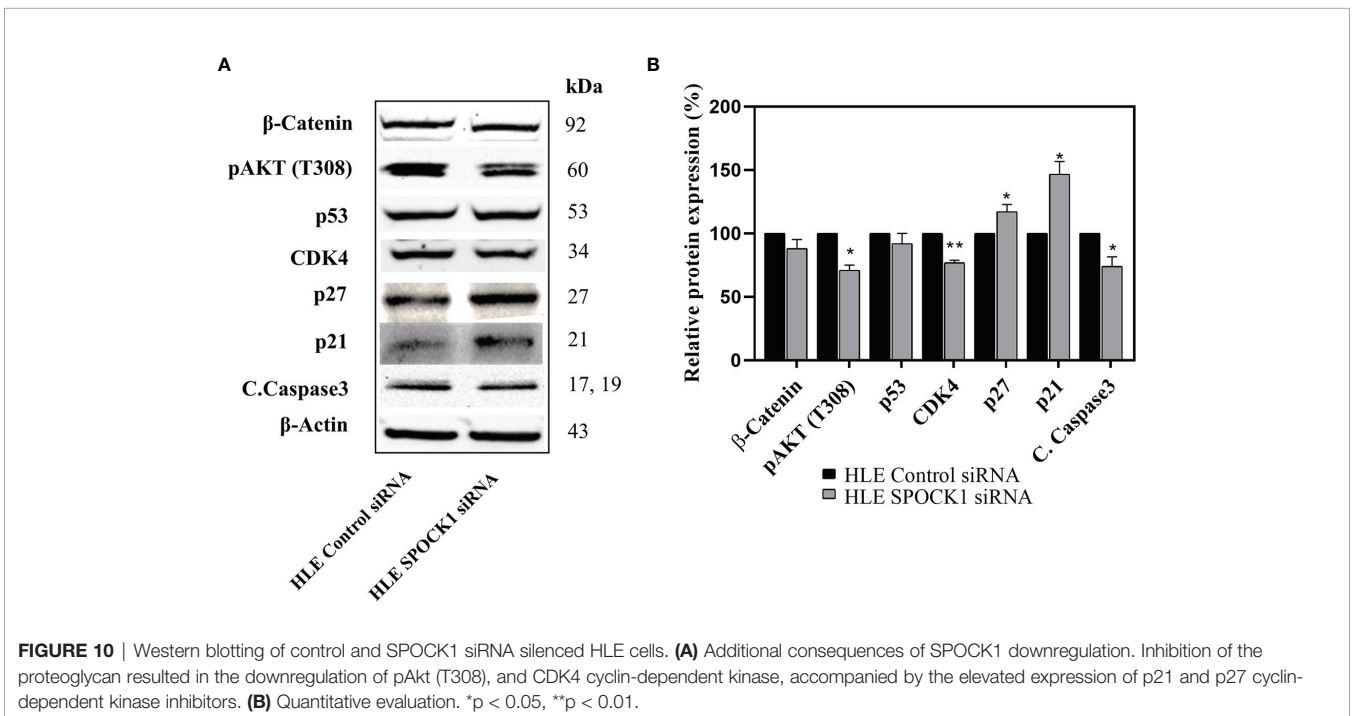 A
kDa
β-Catenin 92
pAKT (T308) 60
p53 53
CDK4 34
p27 27
p21 21
C.Caspase3 17, 19
β-Actin 43
HLE Control siRNA
HLE SPOCK1 siRNA
B
Relative protein expression (%)
200
150
100
50
0
* * ** * * *
β-Catenin
pAKT (T308)
p53
CDK4
p27
p21
C. Caspase3
HLE Control siRNA
HLE SPOCK1 siRNA
FIGURE 10 | Western blotting of control and SPOCK1 siRNA silenced HLE cells. (A) Additional consequences of SPOCK1 downregulation. Inhibition of the
proteoglycan resulted in the downregulation of pAkt (T308), and CDK4 cyclin-dependent kinase, accompanied by the elevated expression of p21 and p27 cyclin-
dependent kinase inhibitors. (B) Quantitative evaluation. *p < 0.05, **p < 0.01.